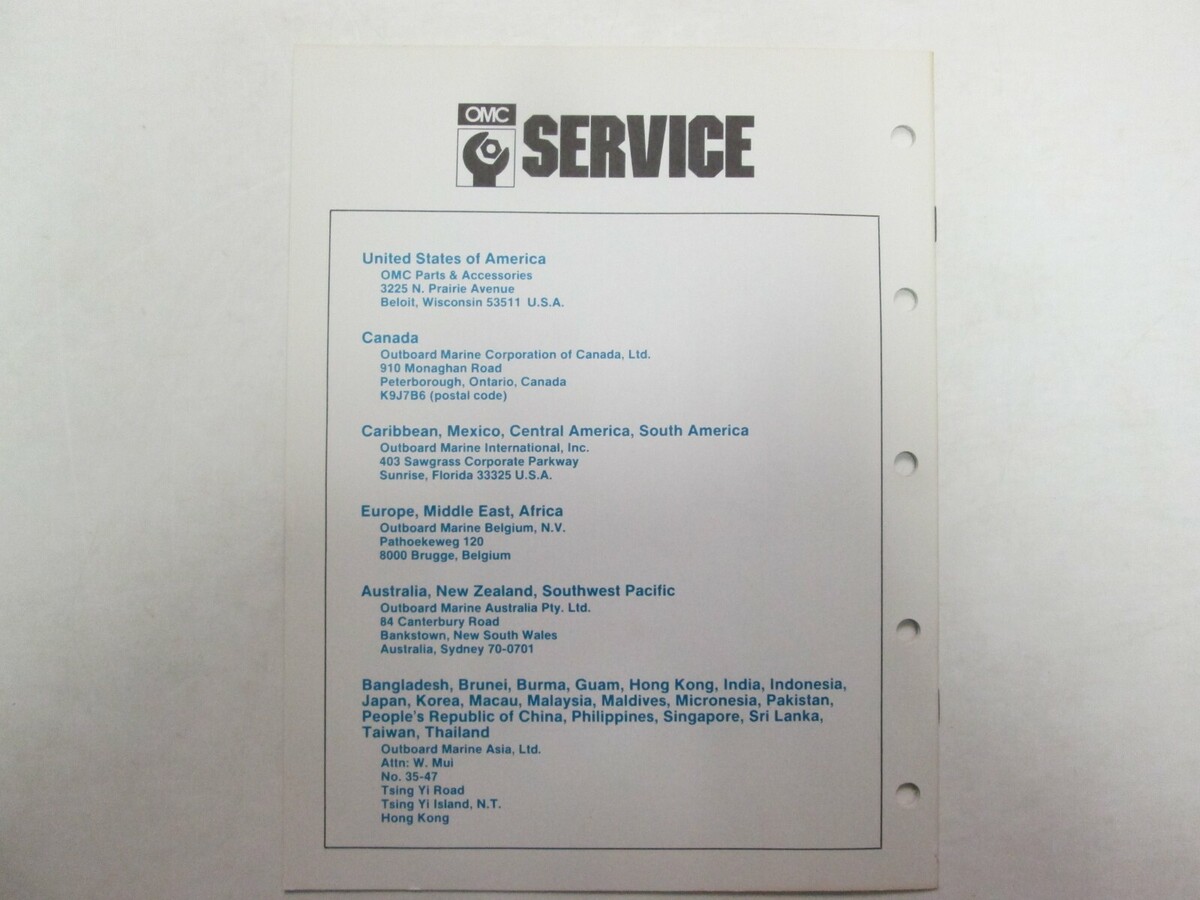 OMC
SERVICE
United States of America
OMC Parts & Accessories
3225 N. Prairie Avenue
Beloit, Wisconsin 53511 U.S.A.
Canada
Outboard Marine Corporation of Canada, Ltd.
910 Monaghan Road
Peterborough, Ontario, Canada
K9J7B6 (postal code)
Caribbean, Mexico, Central America, South America
Outboard Marine International, Inc.
403 Sawgrass Corporate Parkway
Sunrise, Florida 33325 U.S.A.
Europe, Middle East, Africa
Outboard Marine Belgium, N.V.
Pathoekeweg 120
8000 Brugge, Belgium
Australia, New Zealand, Southwest Pacific
Outboard Marine Australia Pty. Ltd.
84 Canterbury Road
Bankstown, New South Wales
Australia, Sydney 70-0701
Bangladesh, Brunei, Burma, Guam, Hong Kong, India, Indonesia,
Japan, Korea, Macau, Malaysia, Maldives, Micronesia, Pakistan,
People's Republic of China, Philippines, Singapore, Sri Lanka,
Taiwan, Thailand
Outboard Marine Asia, Ltd.
Attn: W. Mui
No. 35-47
Tsing Yi Road
Tsing Yi Island, N.T.
Hong Kong